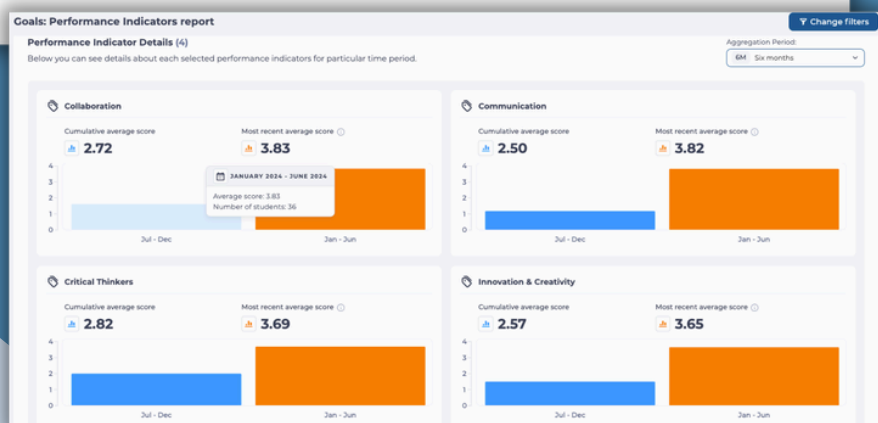 Goals: Performance Indicators report
Change filters
Performance Indicator Details (4)
Below you can see details about each selected performance indicators for particular time period.
Aggregation Period:
6M Six months
Collaboration
Cumulative average score
2.72
Most recent average score
3.83
4
3
2
1
0
JANUARY 2024 - JUNE 2024
Average score: 3.83
Number of students: 36
Jul - Dec
Jan - Jun
Communication
Cumulative average score
2.50
Most recent average score
3.82
4
3
2
1
0
Jul - Dec
Jan - Jun
Critical Thinkers
Cumulative average score
2.82
Most recent average score
3.69
4
3
2
1
0
Jul - Dec
Jan - Jun
Innovation & Creativity
Cumulative average score
2.57
Most recent average score
3.65
4
3
2
1
0
Jul - Dec
Jan - Jun